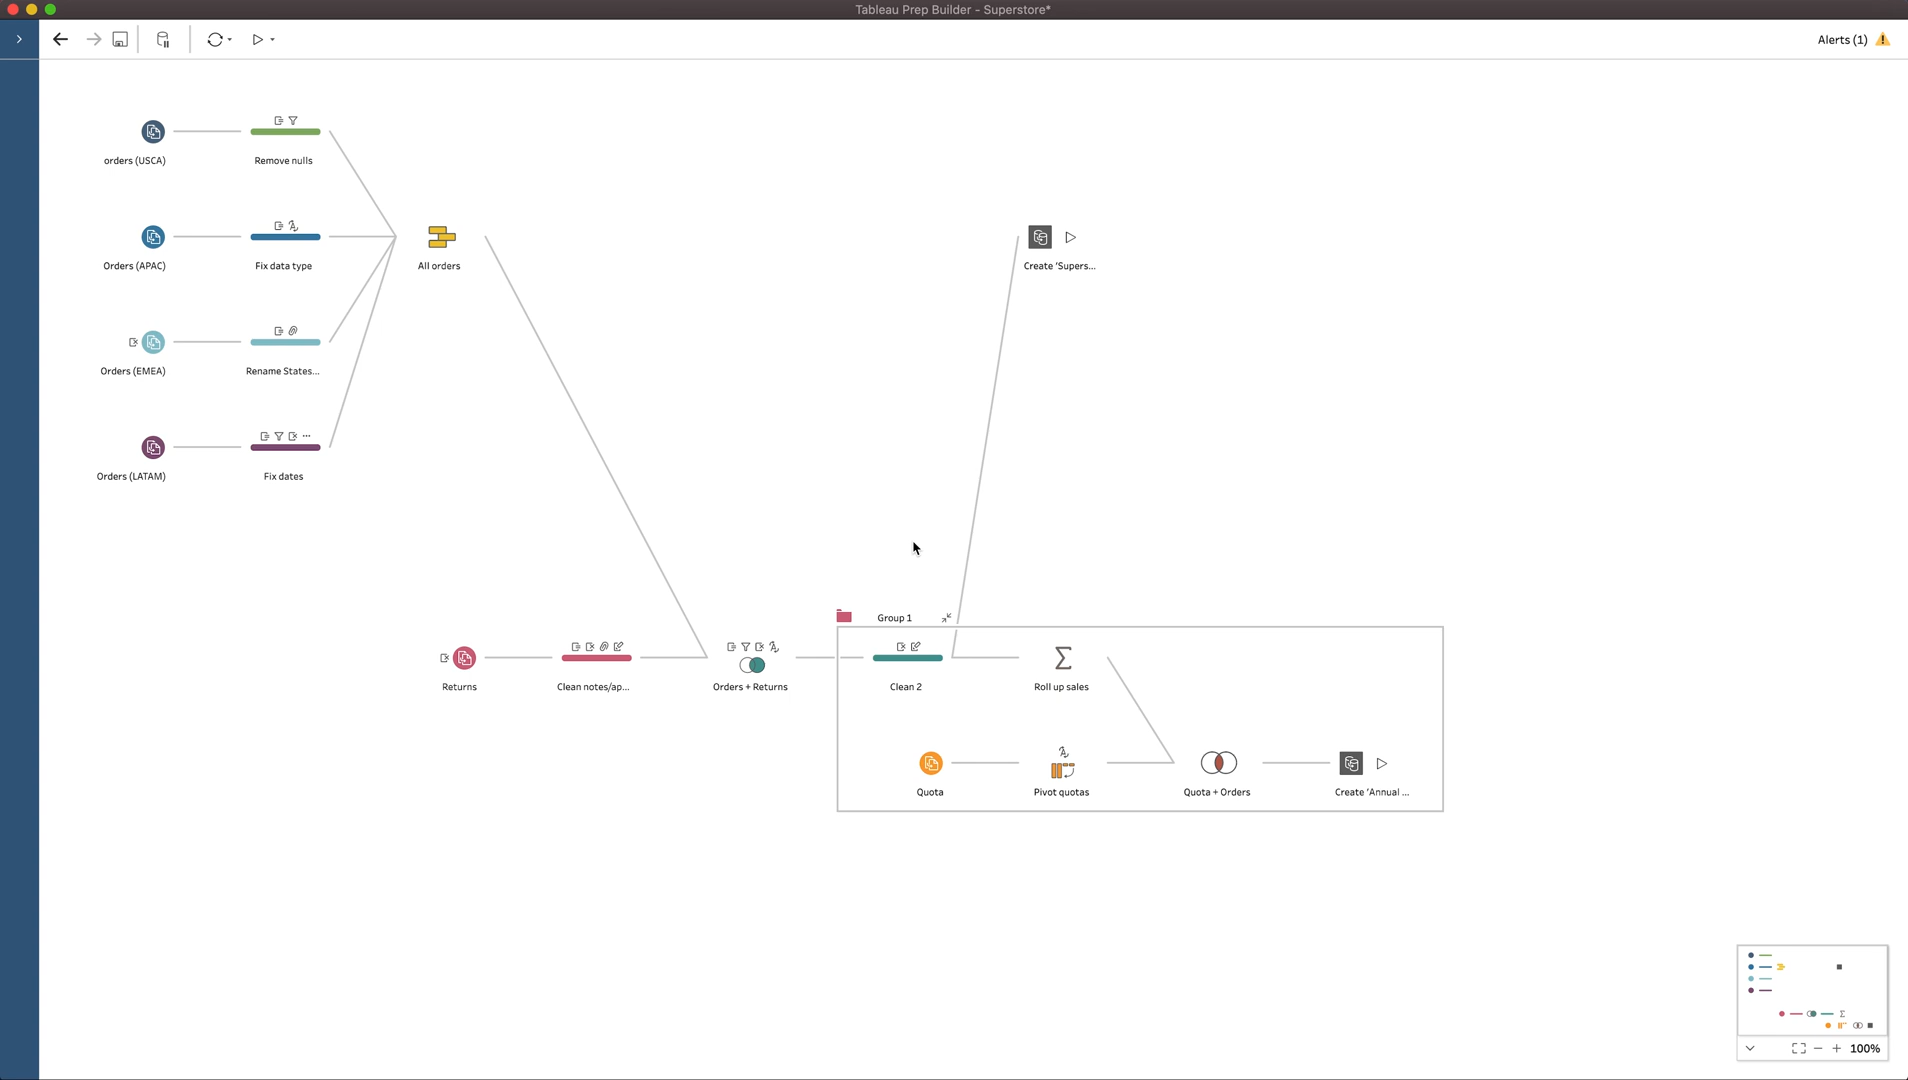 Tableau Prep Builder - Superstore*
Alerts (1)
orders (USCA)
Remove nulls
Orders (APAC)
Fix data type
All orders
Create 'Supers...
Orders (EMEA)
Rename States...
Orders (LATAM)
Fix dates
Group 1
Returns
Clean notes/ap...
Orders + Returns
Clean 2
Roll up sales
Quota
Pivot quotas
Quota + Orders
Create 'Annual ...
100%